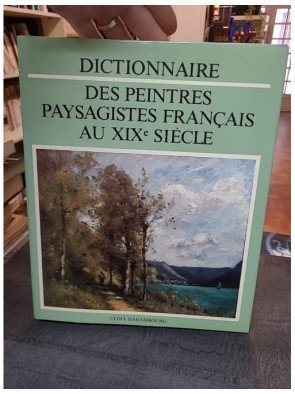 DICTIONNAIRE
DES PEINTRES
PAYSAGISTES FRANÇAIS
AU XIXe SIÈCLE
LYDIA HARAMBOURG